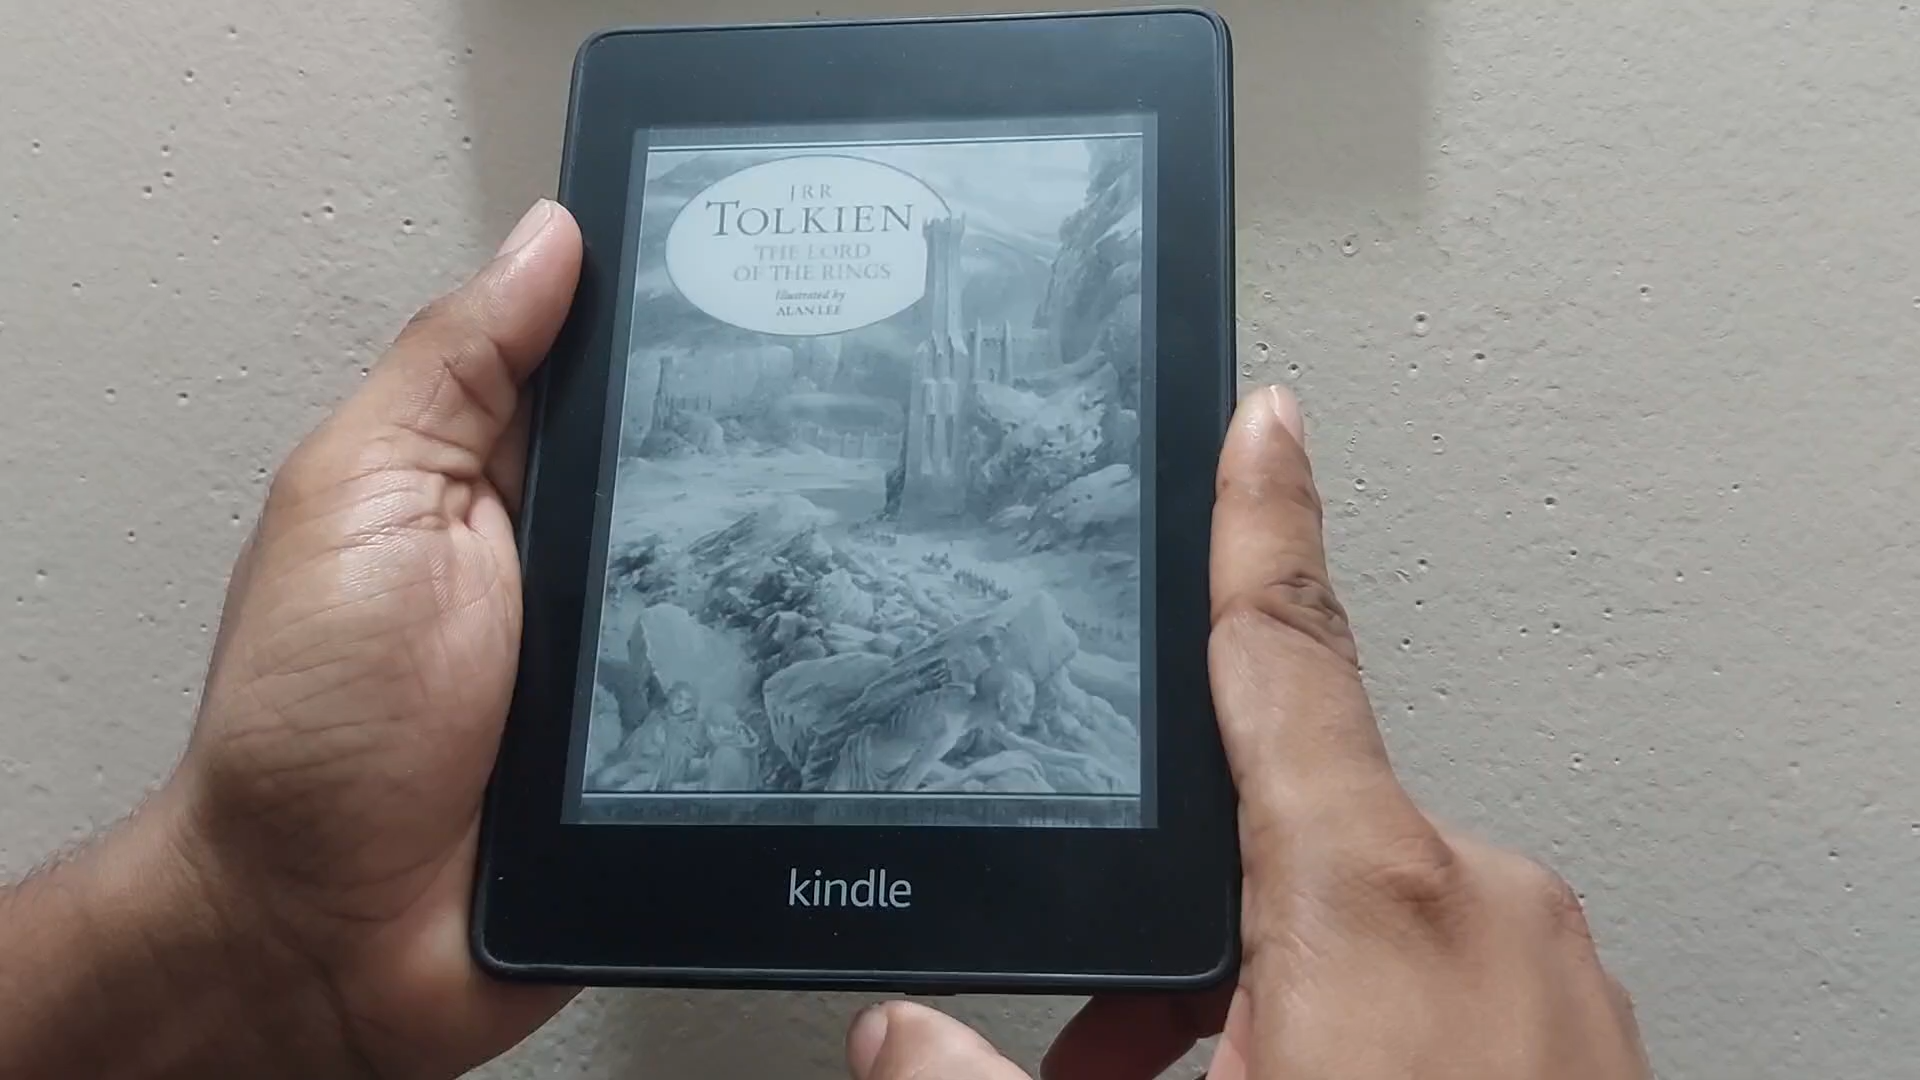 JRR
TOLKIEN
THE LORD
OF THE RINGS
Illustrated by
ALAN LEE
kindle